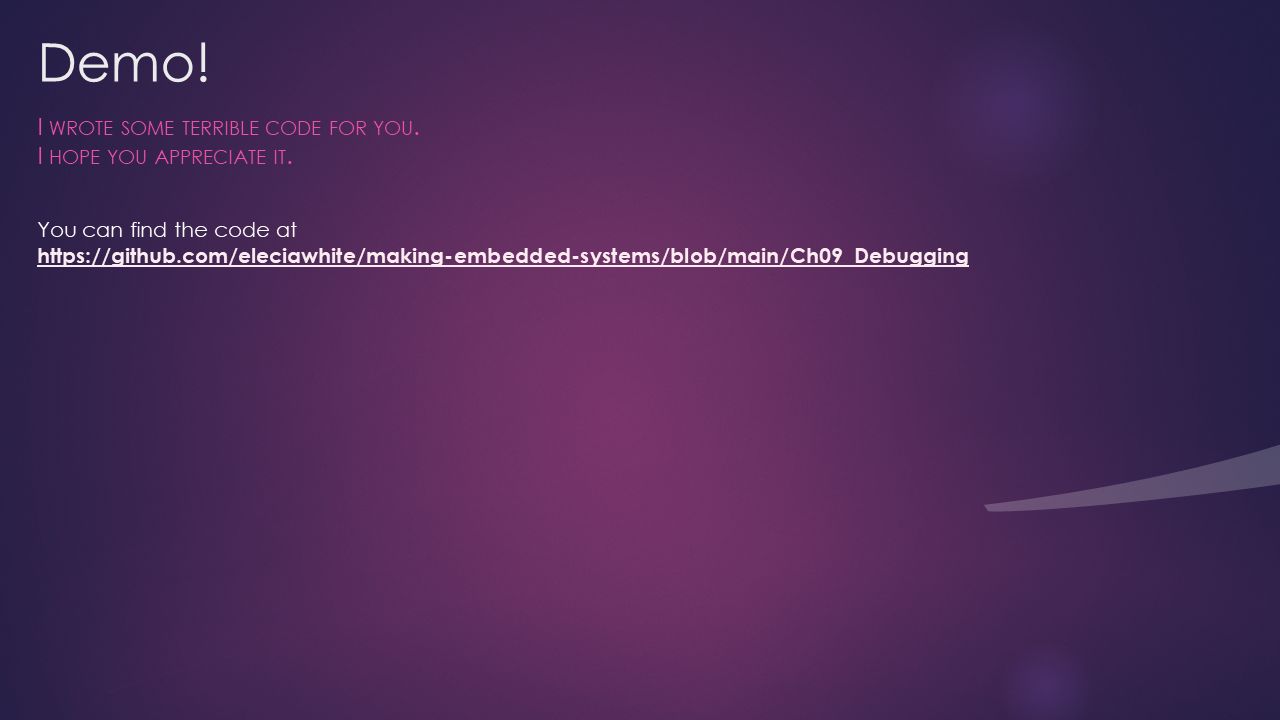 Demo!
I WROTE SOME TERRIBLE CODE FOR YOU.
I HOPE YOU APPRECIATE IT.
You can find the code at
https://github.com/eleciawhite/making-embedded-systems/blob/main/Ch09_Debugging